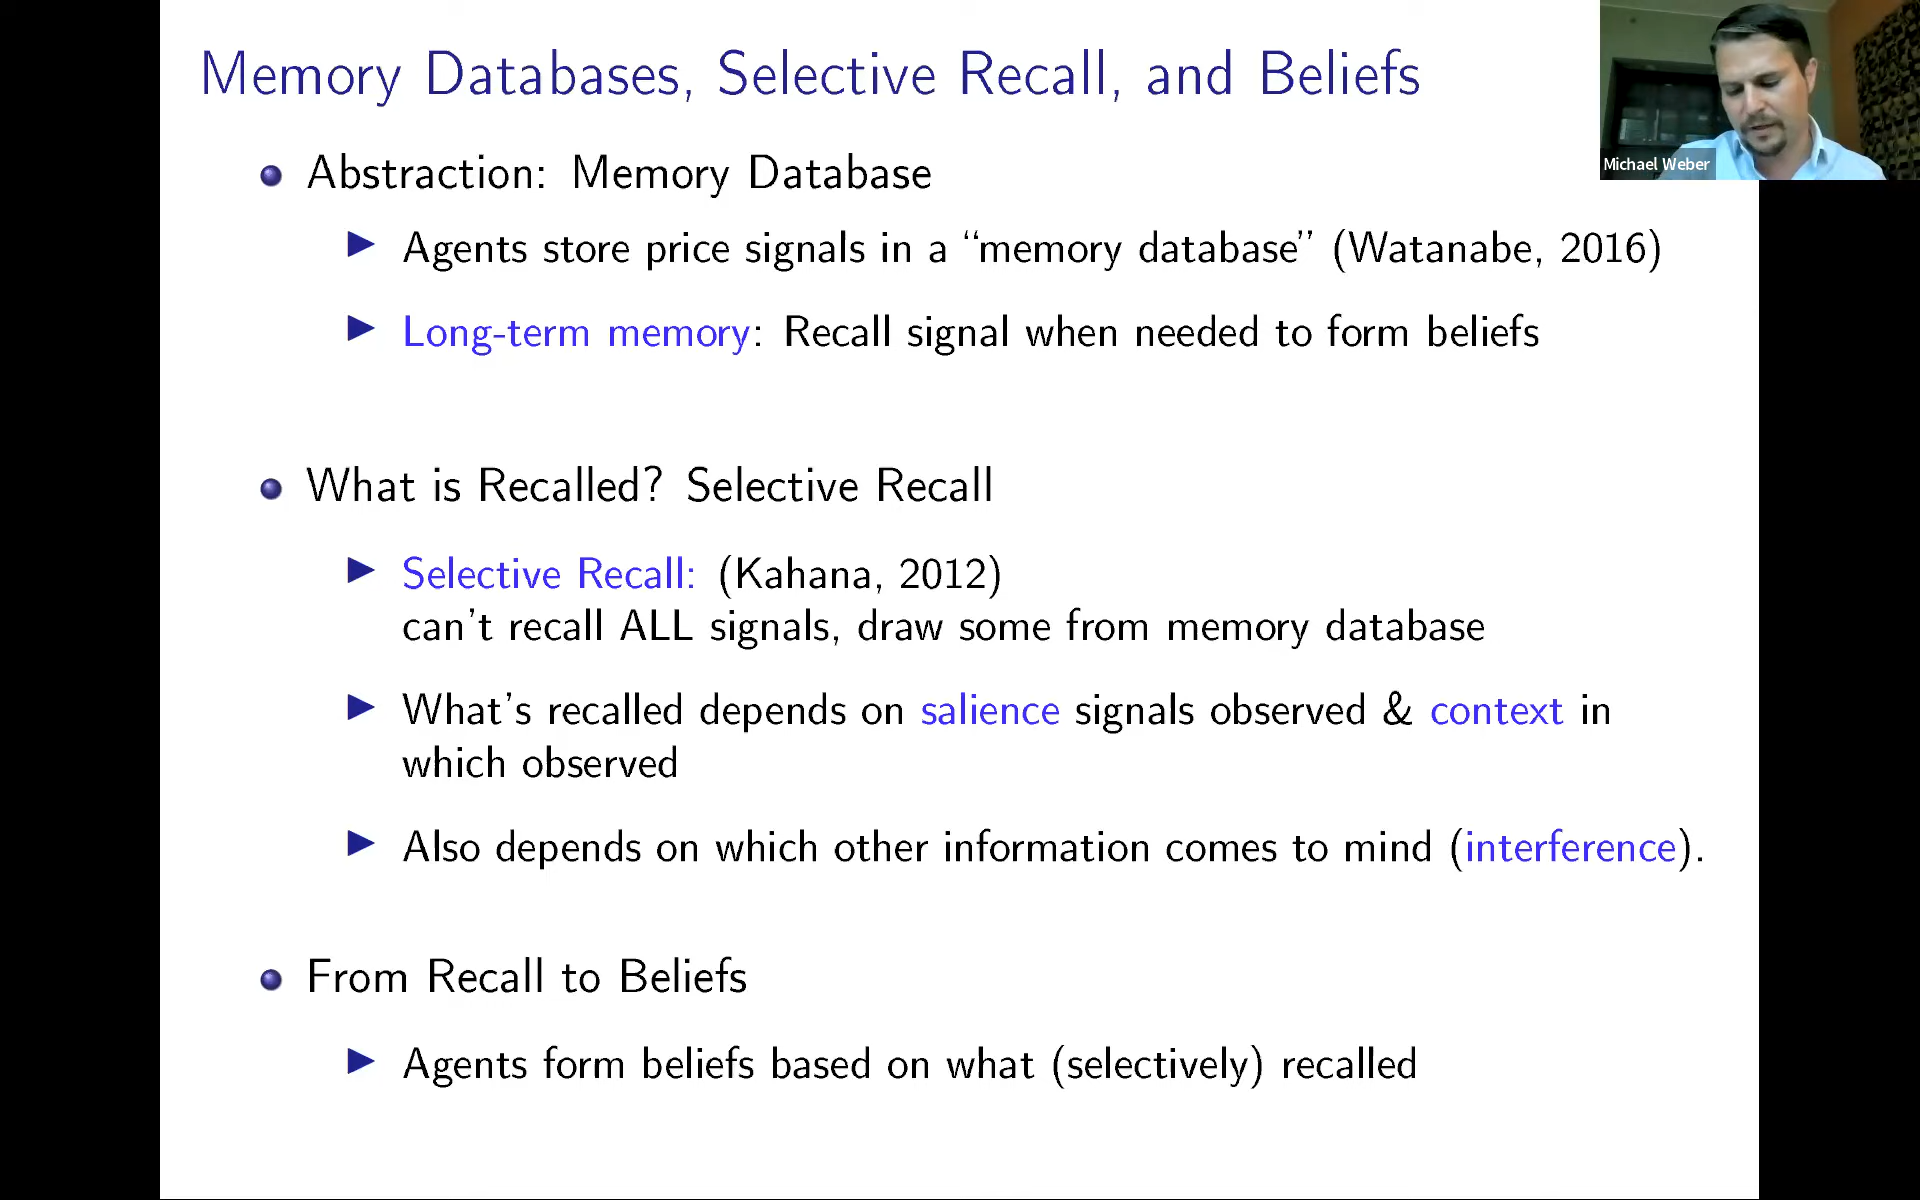 Memory Databases, Selective Recall, and Beliefs
Michael Weber
Abstraction: Memory Database
Agents store price signals in a “memory database” (Watanabe, 2016)
Long-term memory: Recall signal when needed to form beliefs
What is Recalled? Selective Recall
Selective Recall: (Kahana, 2012)
can't recall ALL signals, draw some from memory database
What's recalled depends on salience signals observed & context in
which observed
Also depends on which other information comes to mind (interference).
From Recall to Beliefs
Agents form beliefs based on what (selectively) recalled